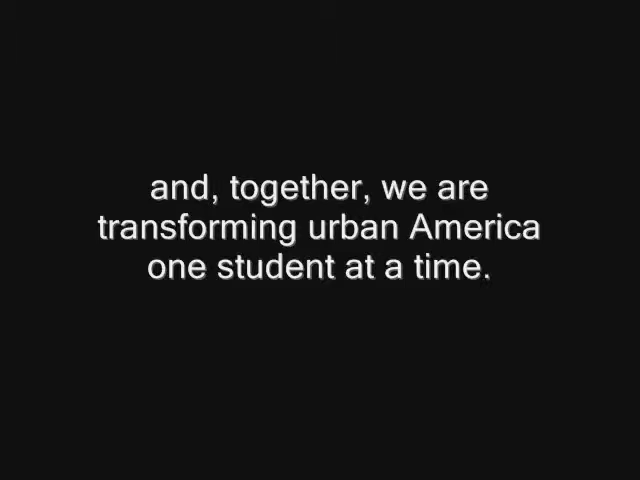 and, together, we are
transforming urban America
one student at a time.